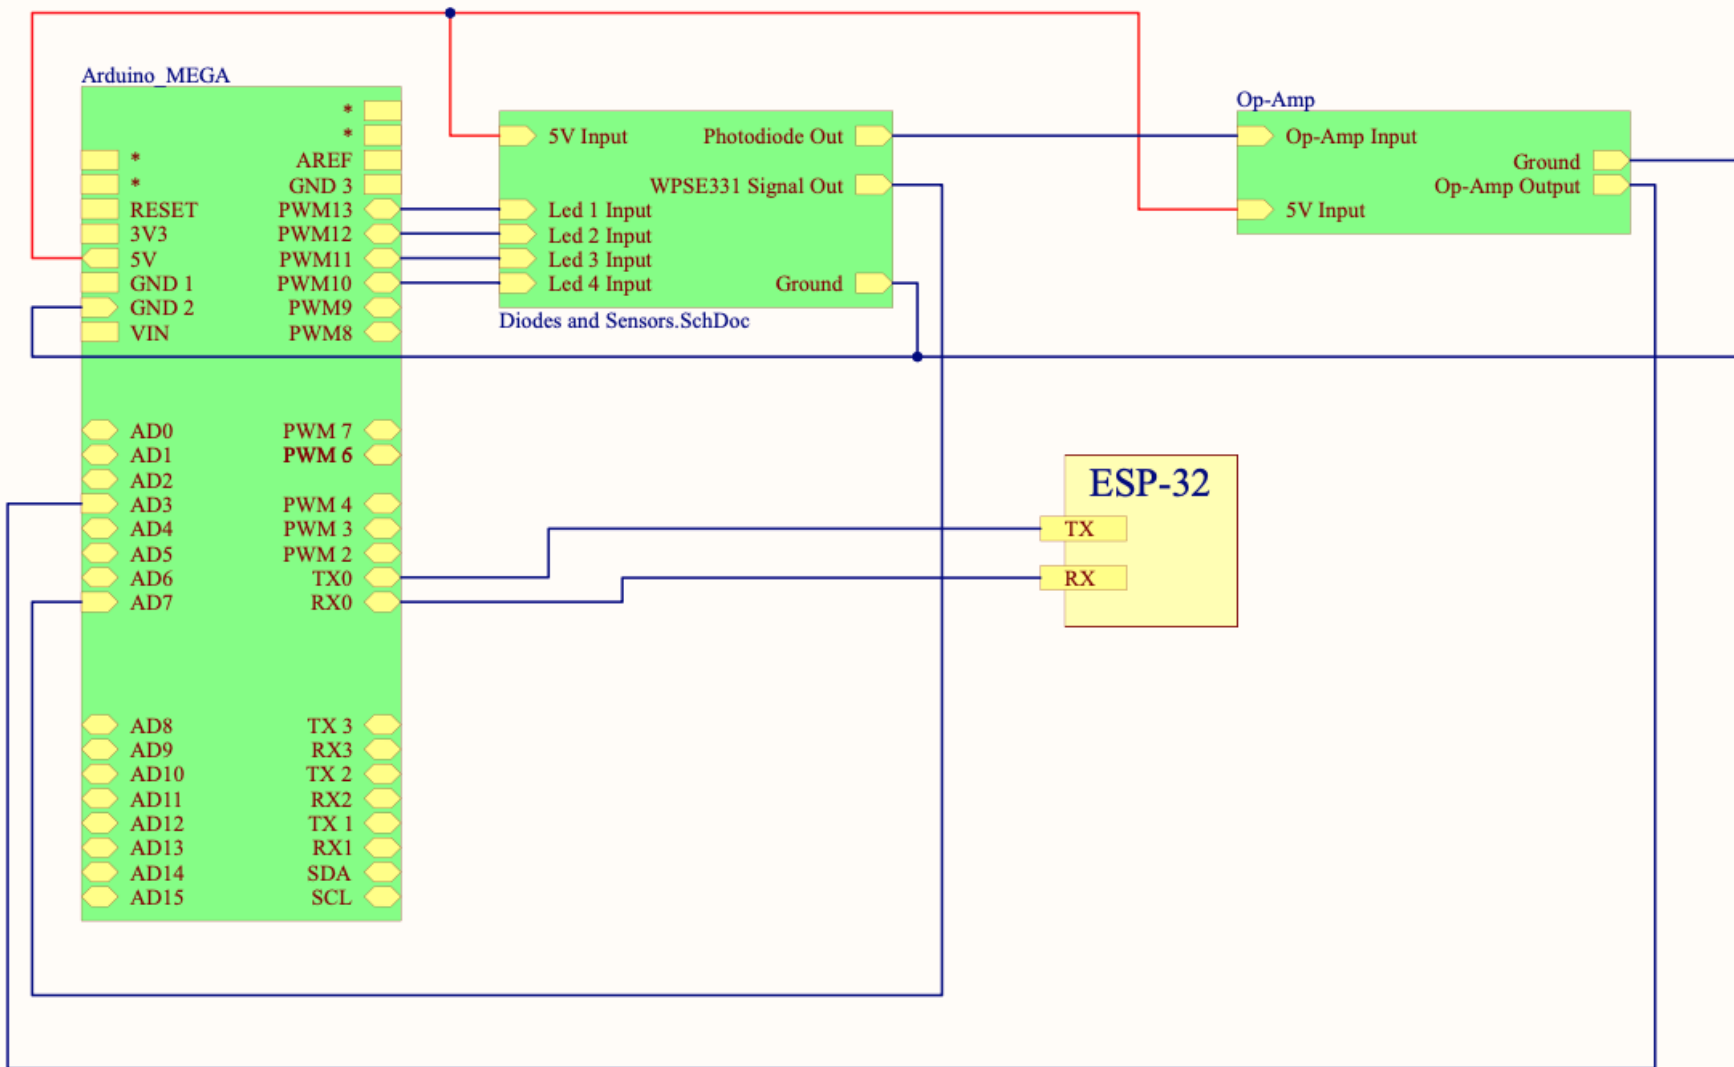 Arduino_MEGA
*
*
* AREF
* GND 3
RESET PWM13
3V3 PWM12
5V PWM11
GND 1 PWM10
GND 2 PWM9
VIN PWM8
AD0 PWM 7
AD1 PWM 6
AD2
AD3 PWM 4
AD4 PWM 3
AD5 PWM 2
AD6 TX0
AD7 RX0
AD8 TX 3
AD9 RX3
AD10 TX 2
AD11 RX2
AD12 TX 1
AD13 RX1
AD14 SDA
AD15 SCL
5V Input Photodiode Out
WPSE331 Signal Out
Led 1 Input
Led 2 Input
Led 3 Input
Led 4 Input Ground
Diodes and Sensors.SchDoc
Op-Amp
Op-Amp Input
Ground
Op-Amp Output
5V Input
ESP-32
TX
RX